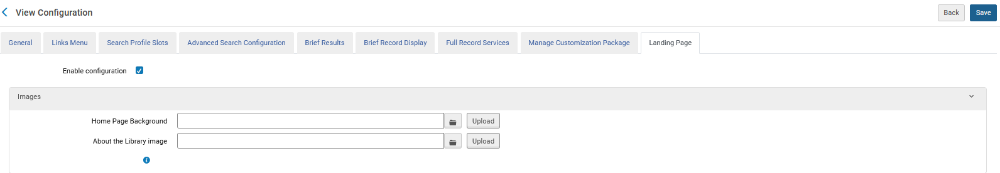 View Configuration
Back
Save
General
Links Menu
Search Profile Slots
Advanced Search Configuration
Brief Results
Brief Record Display
Full Record Services
Manage Customization Package
Landing Page
Enable configuration
Images
Home Page Background
Upload
About the Library image
Upload
i